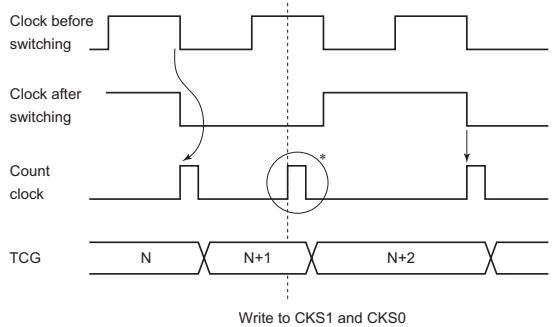 Clock before
switching
Clock after
switching
Count
clock
*
TCG
N
N+1
N+2
Write to CKS1 and CKS0